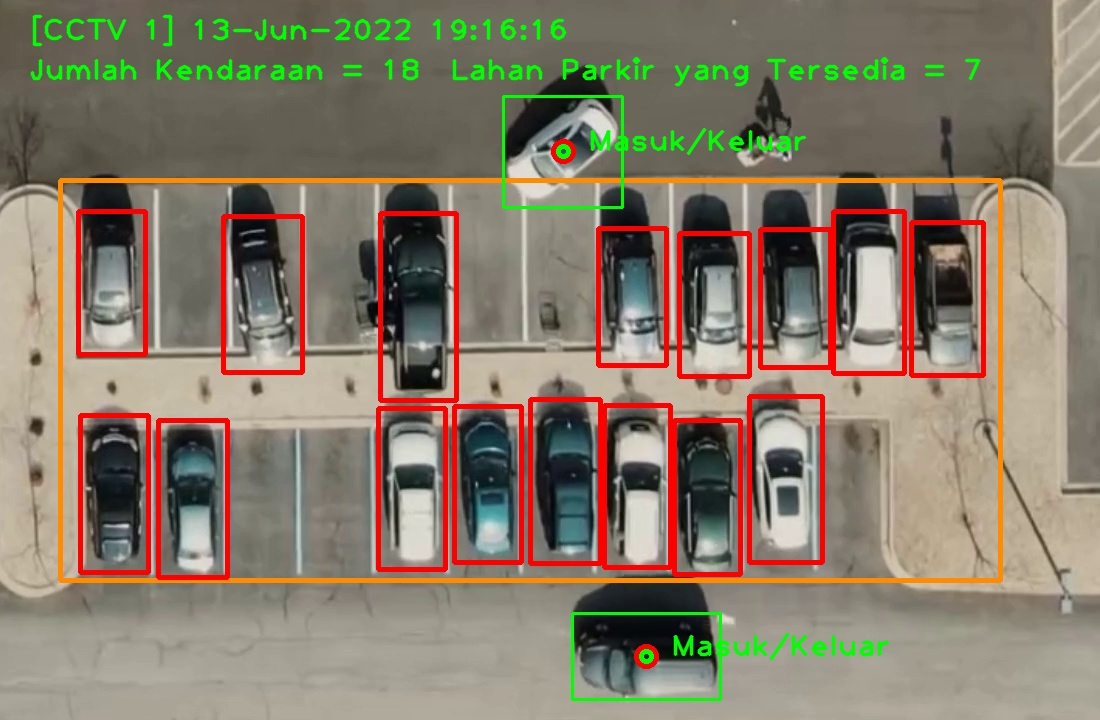 [CCTV 1] 13-Jun-2022 19:16:16
Jumlah Kendaraan = 18 Lahan Parkir yang Tersedia = 7
Masuk/Keluar
Masuk/Keluar